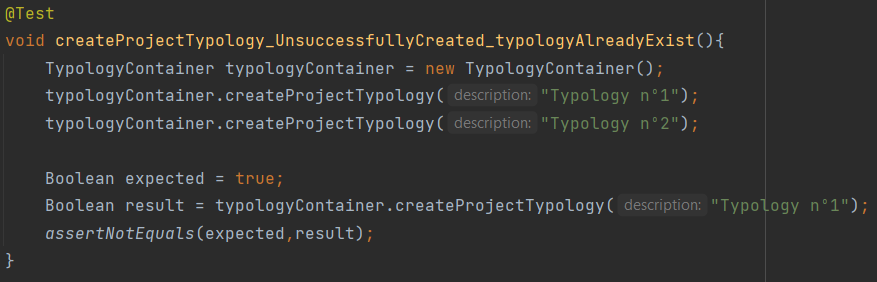 @Test
void createProjectTypology_UnsuccessfullyCreated_typologyAlreadyExist(){
TypologyContainer typologyContainer = new TypologyContainer();
typologyContainer.createProjectTypology( description: "Typology n°1");
typologyContainer.createProjectTypology( description: "Typology n°2");
Boolean expected = true;
Boolean result = typologyContainer.createProjectTypology( description: "Typology n°1");
assertNotEquals(expected,result);
}